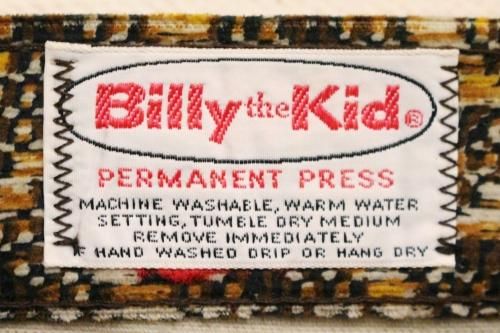 Billy the Kid®
PERMANENT PRESS
MACHINE WASHABLE, WARM WATER
SETTING, TUMBLE DRY MEDIUM
REMOVE IMMEDIATELY
IF HAND WASHED DRIP OR HANG DRY